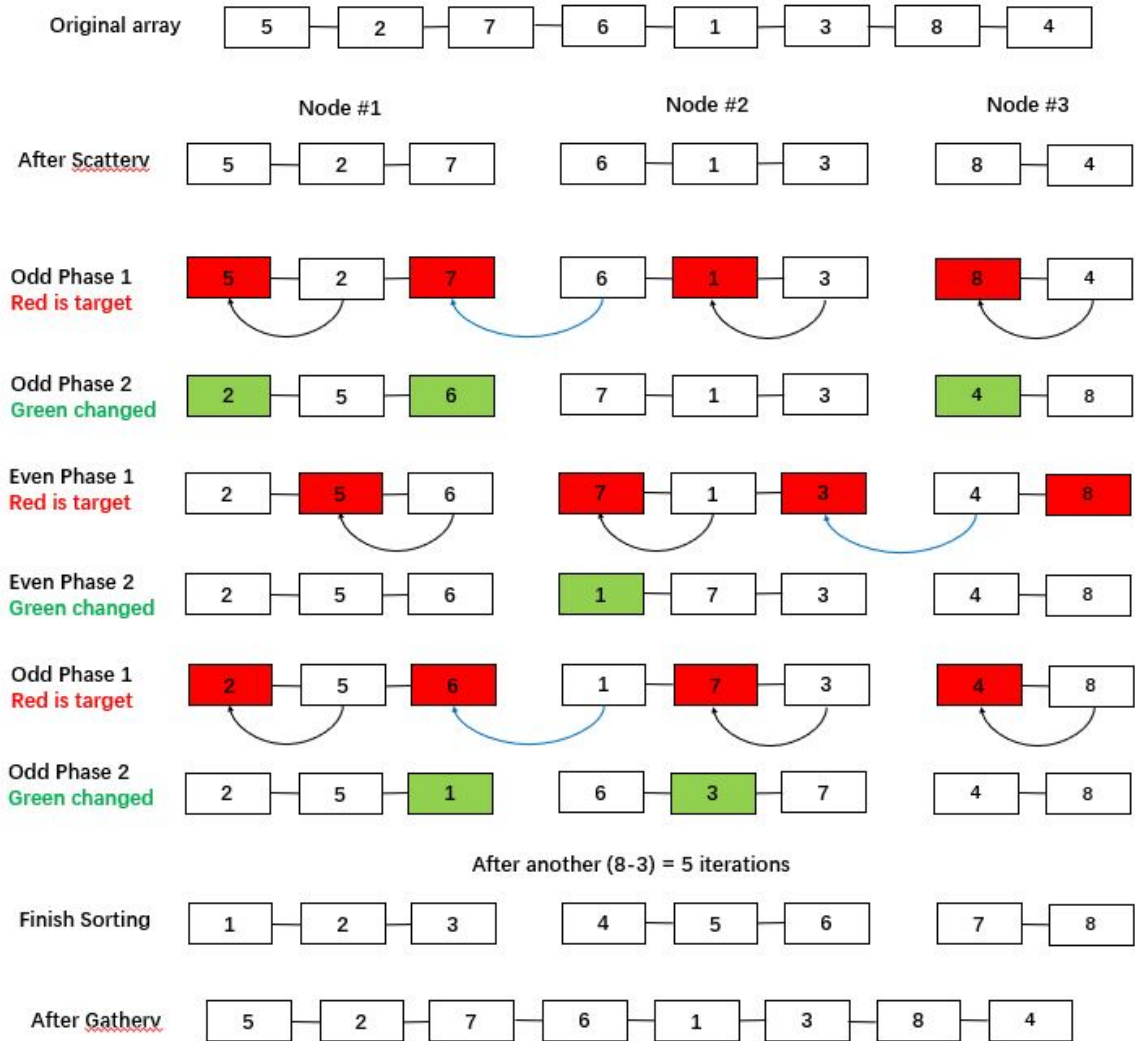 Original array 5 2 7 6 1 3 8 4
Node #1 Node #2 Node #3
After Scatterv 5 2 7 6 1 3 8 4
Odd Phase 1 5 2 7 6 1 3 8 4
Red is target
Odd Phase 2 2 5 6 7 1 3 4 8
Green changed
Even Phase 1 2 5 6 7 1 3 4 8
Red is target
Even Phase 2 2 5 6 1 7 3 4 8
Green changed
Odd Phase 1 2 5 6 1 7 3 4 8
Red is target
Odd Phase 2 2 5 1 6 3 7 4 8
Green changed
After another (8-3) = 5 iterations
Finish Sorting 1 2 3 4 5 6 7 8
After Gatherv 5 2 7 6 1 3 8 4